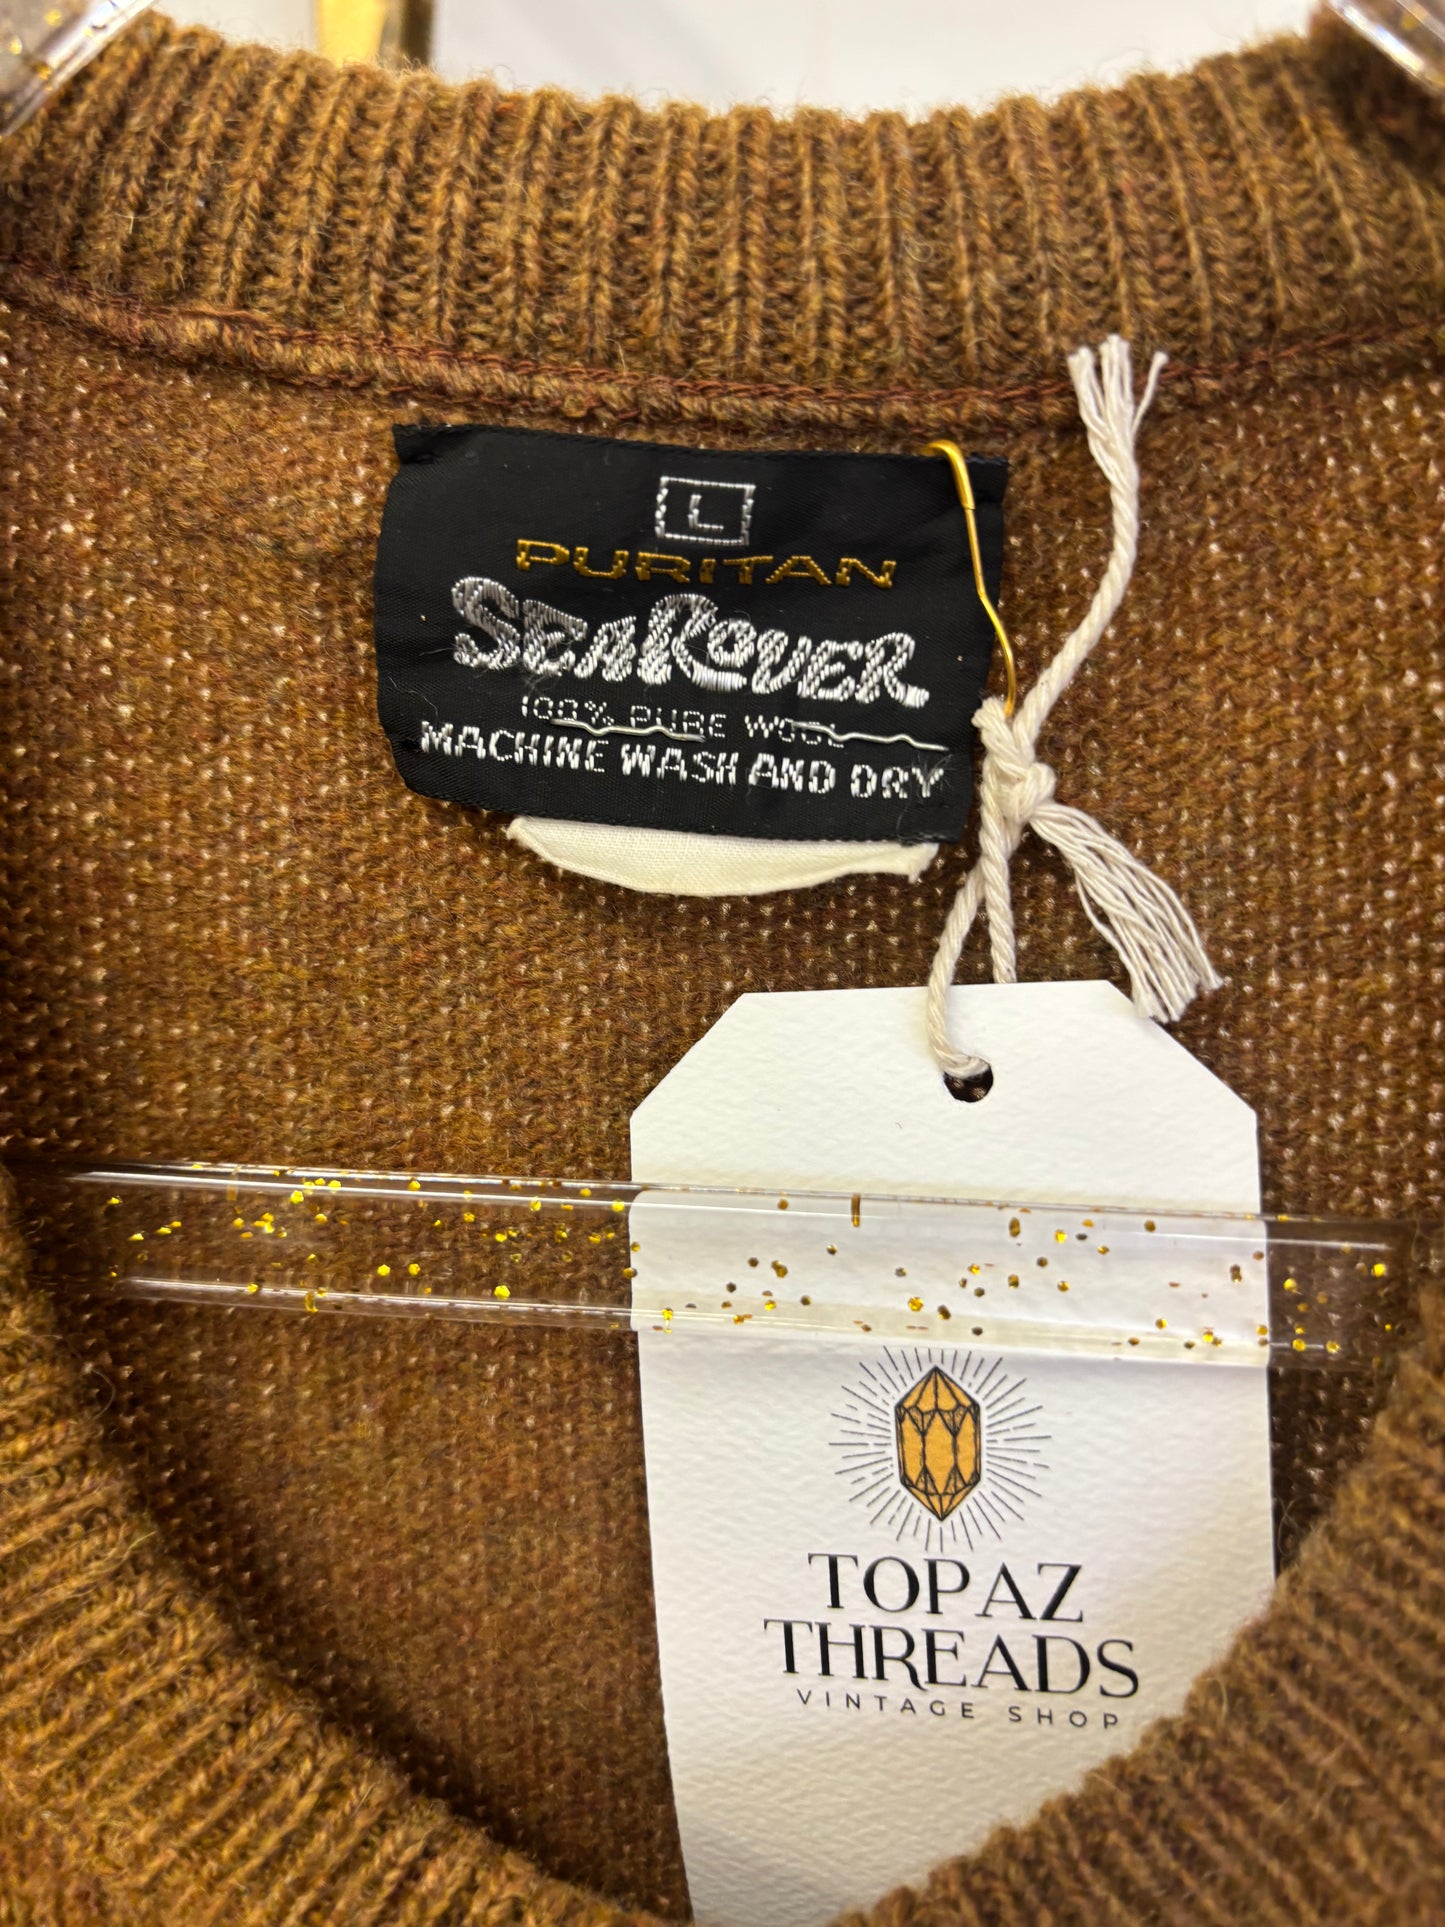 L
PURITAN
SEAROVER
100% PURE WOOL
MACHINE WASH AND DRY
TOPAZ
THREADS
VINTAGE SHOP